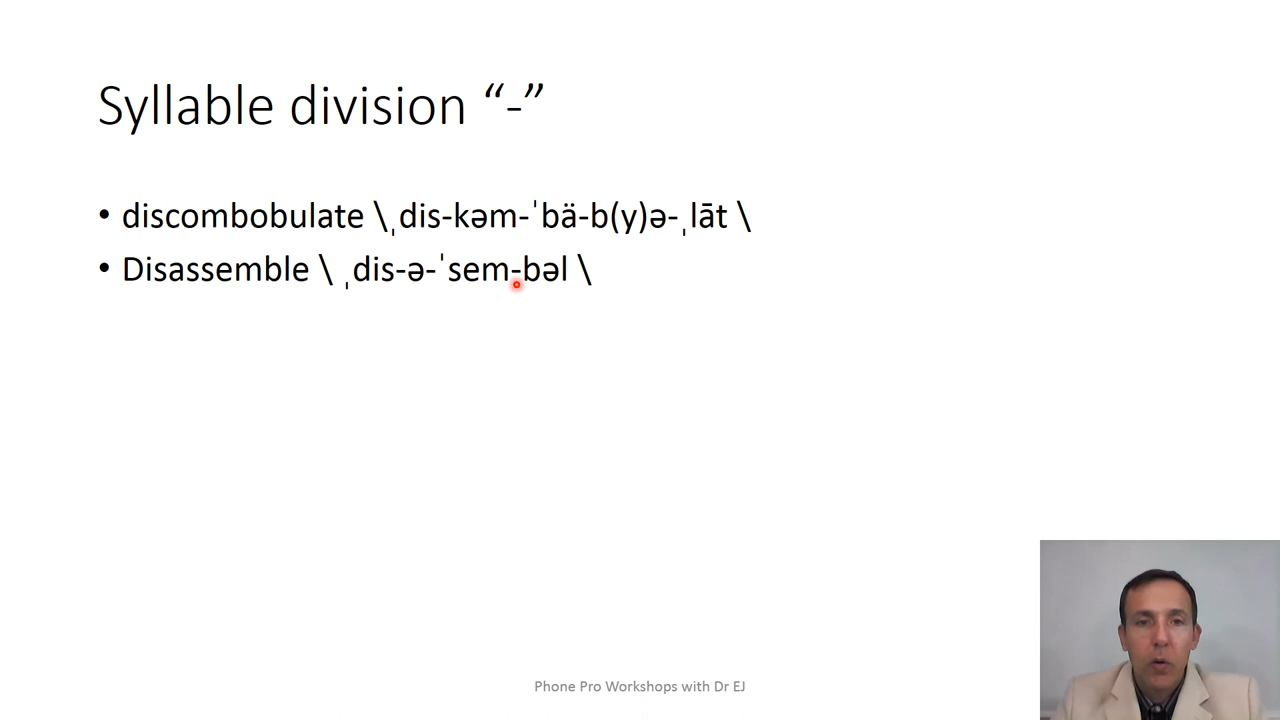 Syllable division “-”
• discombobulate \ˌdis-kəm-ˈbä-b(y)ə-ˌlāt \
• Disassemble \ ˌdis-ə-ˈsem-bəl \
Phone Pro Workshops with Dr EJ